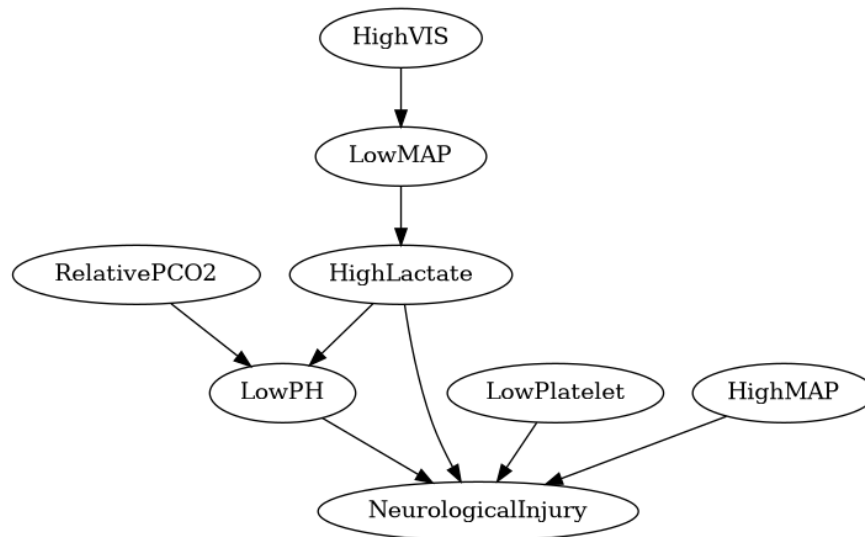 HighVIS
LowMAP
RelativePCO2
HighLactate
LowPH
LowPlatelet
HighMAP
NeurologicalInjury